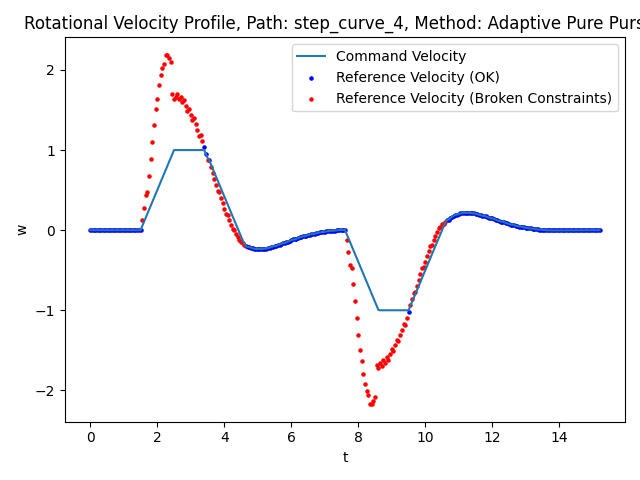 Rotational Velocity Profile, Path: step_curve_4, Method: Adaptive Pure Purs
Command Velocity
Reference Velocity (OK)
Reference Velocity (Broken Constraints)
2
1
0
−1
−2
w
0 2 4 6 8 10 12 14
t